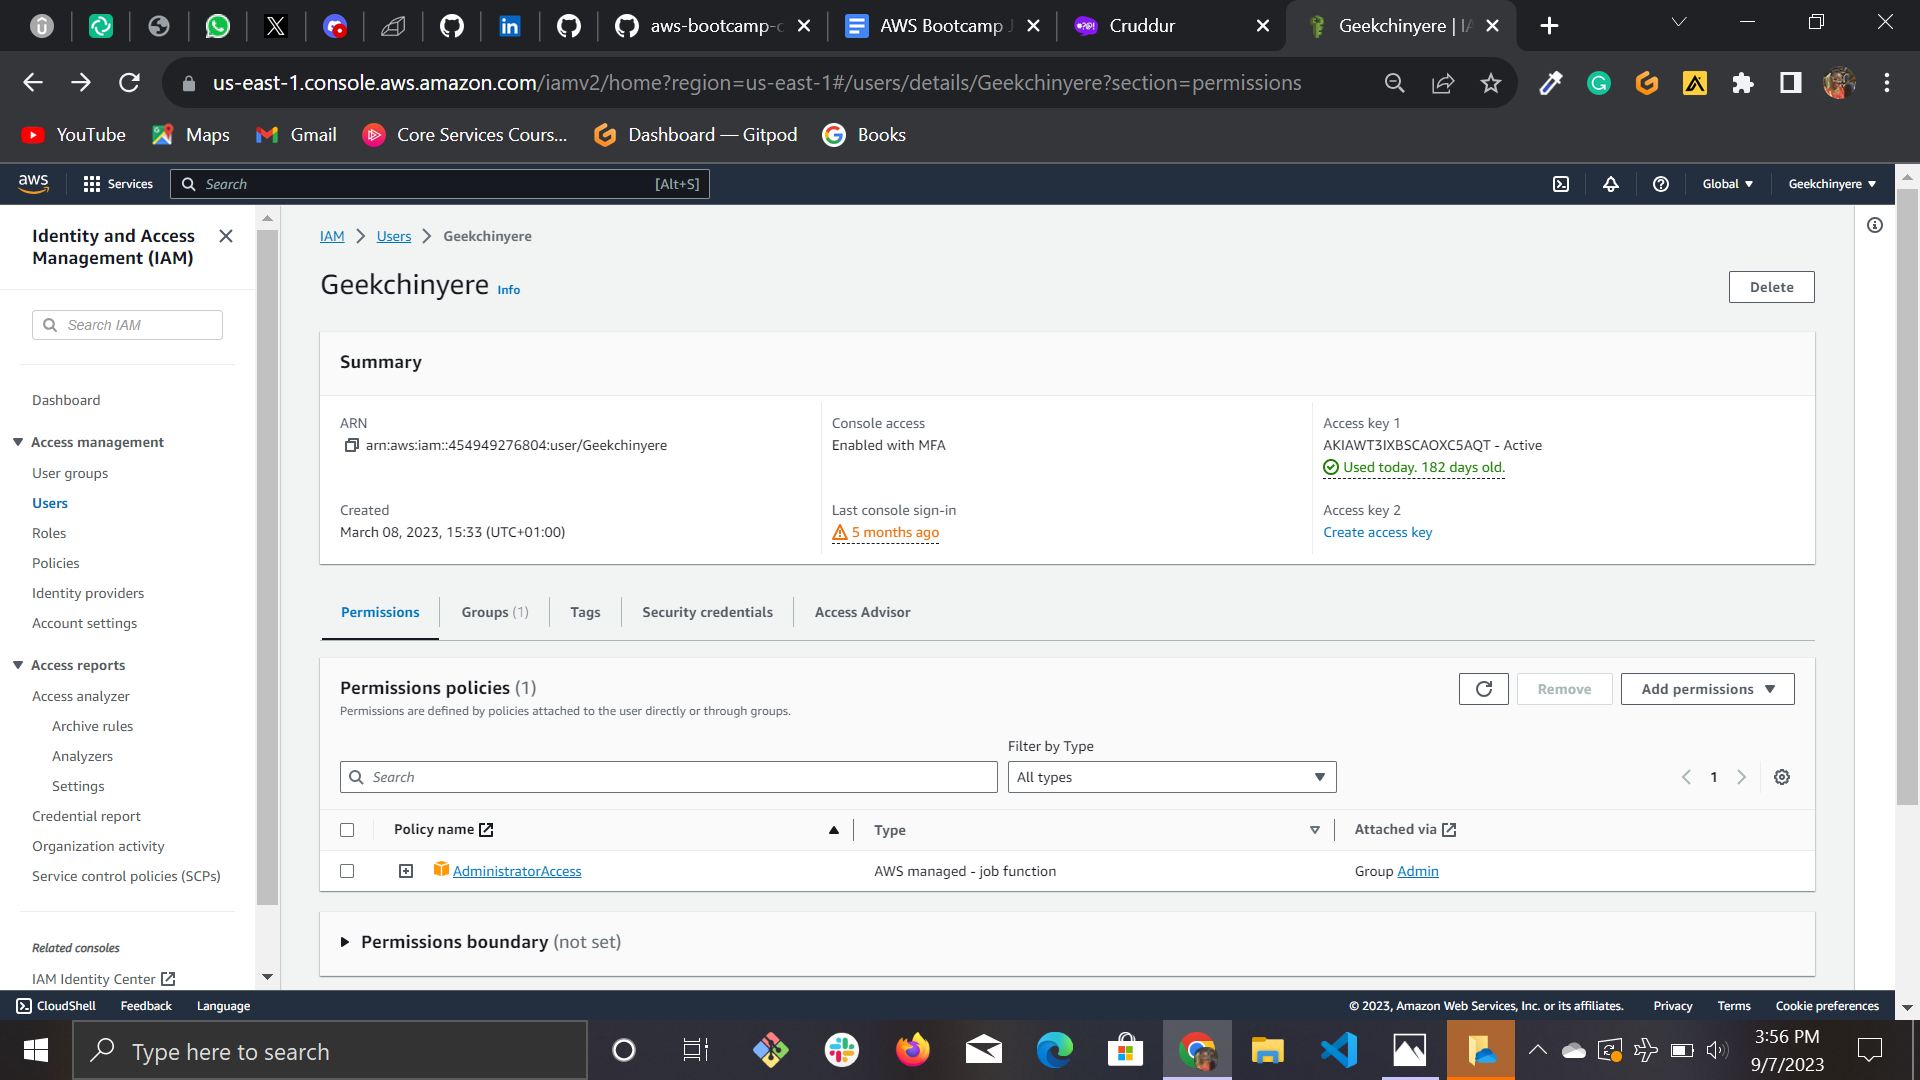 aws-bootcamp-c
AWS Bootcamp J
Cruddur
Geekchinyere | IA
us-east-1.console.aws.amazon.com/iamv2/home?region=us-east-1#/users/details/Geekchinyere?section=permissions
YouTube
Maps
Gmail
Core Services Cours...
Dashboard — Gitpod
Books
aws
Services
Search
[Alt+S]
Global
Geekchinyere
Identity and Access
Management (IAM)
Search IAM
Dashboard
Access management
User groups
Users
Roles
Policies
Identity providers
Account settings
Access reports
Access analyzer
Archive rules
Analyzers
Settings
Credential report
Organization activity
Service control policies (SCPs)
Related consoles
IAM Identity Center
IAM
Users
Geekchinyere
Geekchinyere Info
Delete
Summary
ARN
arn:aws:iam::454949276804:user/Geekchinyere
Created
March 08, 2023, 15:33 (UTC+01:00)
Console access
Enabled with MFA
Last console sign-in
5 months ago
Access key 1
AKIAWT3IXBSCAOXC5AQT - Active
Used today. 182 days old.
Access key 2
Create access key
Permissions
Groups (1)
Tags
Security credentials
Access Advisor
Permissions policies (1)
Permissions are defined by policies attached to the user directly or through groups.
Remove
Add permissions
Filter by Type
Search
All types
1
Policy name
Type
Attached via
AdministratorAccess
AWS managed - job function
Group Admin
Permissions boundary (not set)
CloudShell
Feedback
Language
© 2023, Amazon Web Services, Inc. or its affiliates.
Privacy
Terms
Cookie preferences
Type here to search
3:56 PM
9/7/2023